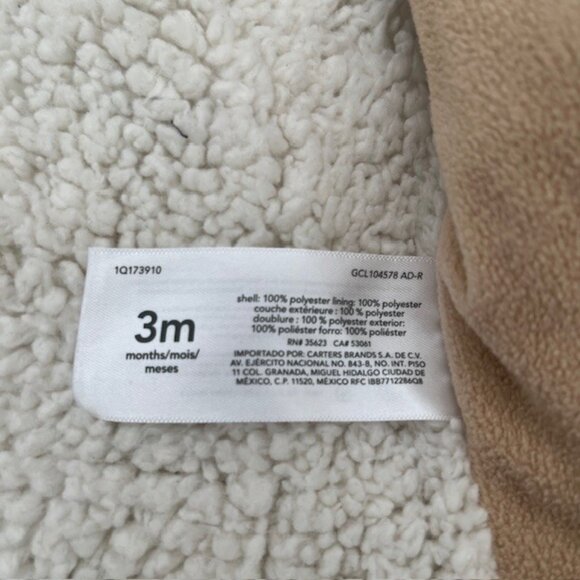 1Q173910
GCL104578 AD-R
3m
months/mois/
meses
shell: 100% polyester lining: 100% polyester
couche extérieure : 100 % polyester
doublure : 100 % polyester exterior:
100% poliéster forro: 100% poliéster
RN# 35623 CA# 53061
IMPORTADO POR: CARTERS BRANDS S.A. DE C.V.
AV. EJÉRCITO NACIONAL NO. 843-B, NO. INT. PISO
11 COL. GRANADA, MIGUEL HIDALGO CIUDAD DE
MÉXICO, C.P. 11520, MÉXICO RFC IBB7712286Q8